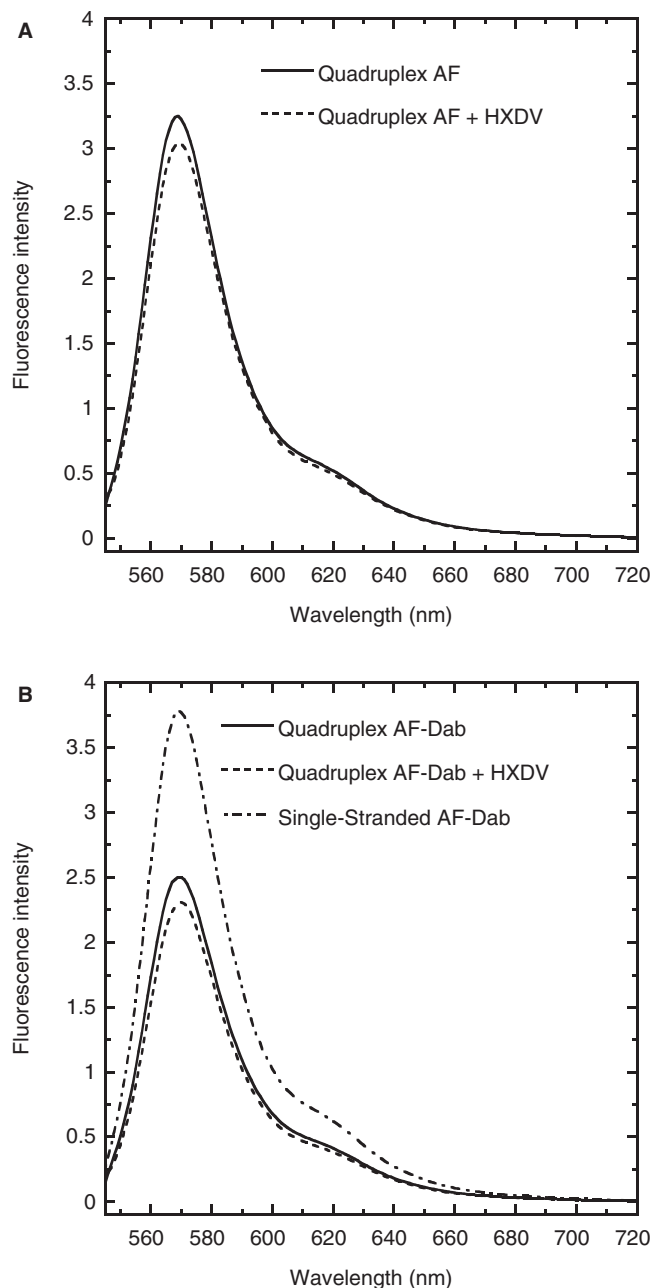 A
4
3.5
3
2.5
2
1.5
1
0.5
0
Fluorescence intensity
Quadruplex AF
Quadruplex AF + HXDV
560 580 600 620 640 660 680 700 720
Wavelength (nm)
B
4
3.5
3
2.5
2
1.5
1
0.5
0
Fluorescence intensity
Quadruplex AF-Dab
Quadruplex AF-Dab + HXDV
Single-Stranded AF-Dab
560 580 600 620 640 660 680 700 720
Wavelength (nm)